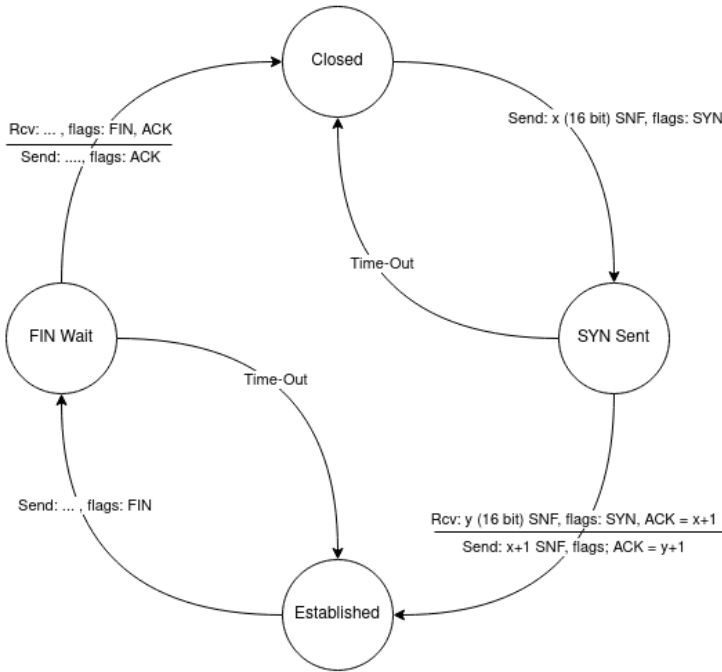 Closed
Send: x (16 bit) SNF, flags: SYN
Rcv: ... , flags: FIN, ACK
Send: ...., flags: ACK
Time-Out
FIN Wait
SYN Sent
Time-Out
Send: ... , flags: FIN
Rcv: y (16 bit) SNF, flags: SYN, ACK = x+1
Send: x+1 SNF, flags; ACK = y+1
Established